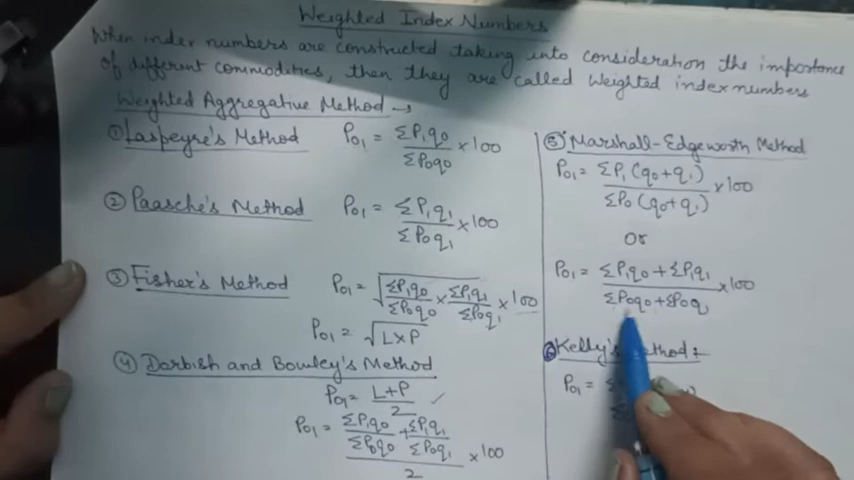 Weighted Index Numbers
When index numbers are constructed taking into consideration the importance
of different commodities, then they are called Weighted index numbers
Weighted Aggregative Method →
① Laspeyre's Method P₀₁ = ΣP₁q₀ / ΣP₀q₀ × 100
② Paasche's Method P₀₁ = ΣP₁q₁ / ΣP₀q₁ × 100
③ Fisher's Method P₀₁ = √(ΣP₁q₀ / ΣP₀q₀ × ΣP₁q₁ / ΣP₀q₁) × 100
P₀₁ = √(L×P)
④ Dorbish and Bowley's Method
P₀₁ = L+P / 2 ✓
P₀₁ = (ΣP₁q₀ / ΣP₀q₀ + ΣP₁q₁ / ΣP₀q₁) / 2 × 100
⑤ Marshall-Edgeworth Method
P₀₁ = ΣP₁(q₀+q₁) / ΣP₀(q₀+q₁) × 100
Or
P₀₁ = ΣP₁q₀ + ΣP₁q₁ / ΣP₀q₀ + ΣP₀q × 100
⑥ Kelly's Method:
P₀₁ =